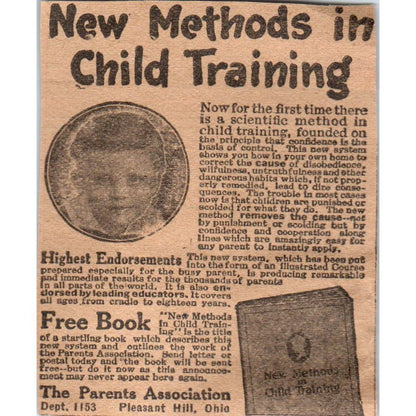 New Methods in
Child Training
Now for the first time there
is a scientific method in
child training, founded on
the principle that confidence is the
basis of control. This new system
shows you how in your own home to
correct the cause of disobedience,
wilfulness, untruthfulness and other
dangerous habits which, if not prop-
erly remedied, lead to dire conse-
quences. The trouble in most cases
now is that children are punished or
scolded for what they do. The new
method removes the cause—not
by punishment or scolding but by
confidence and cooperation along
lines which are amazingly easy for
any parent to instantly apply.
Highest Endorsements This new system, which has been put
into the form of an illustrated Course
prepared especially for the busy parent, is producing remarkable
and immediate results for the thousands of parents
in all parts of the world. It is also en-
dorsed by leading educators. It covers
all ages from cradle to eighteen years.
Free Book "New Methods
in Child Train-
ing" is the title
of a startling book which describes this
new system and outlines the work of
the Parents Association. Send letter or
postal today and the book will be sent
free—but do it now as this announce-
ment may never appear here again.
The Parents Association
Dept. 1153 Pleasant Hill, Ohio
New Methods
in
Child Training